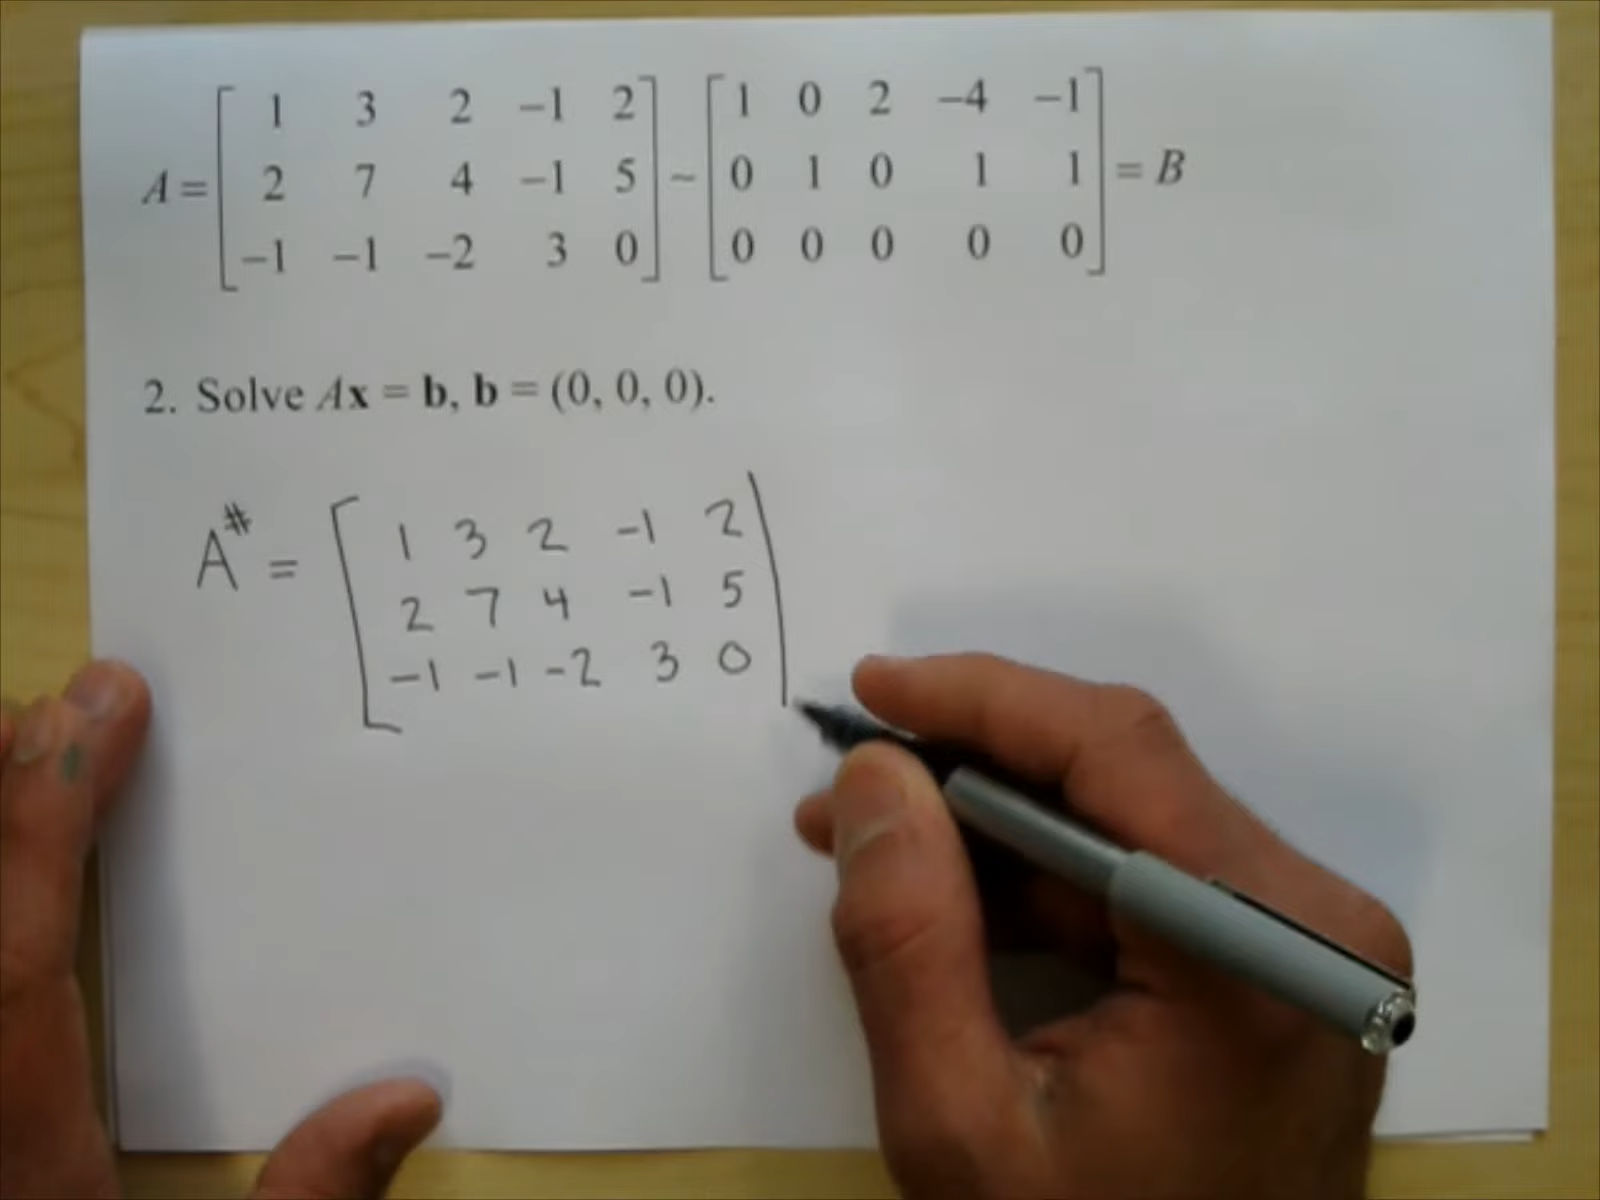 A = [ 1 3 2 −1 2 ] ~ [ 1 0 2 −4 −1 ] = B
2 7 4 −1 5 0 1 0 1 1
−1 −1 −2 3 0 0 0 0 0 0
2. Solve Ax = b, b = (0, 0, 0).
A# = [ 1 3 2 -1 2 |
2 7 4 -1 5
-1 -1 -2 3 0